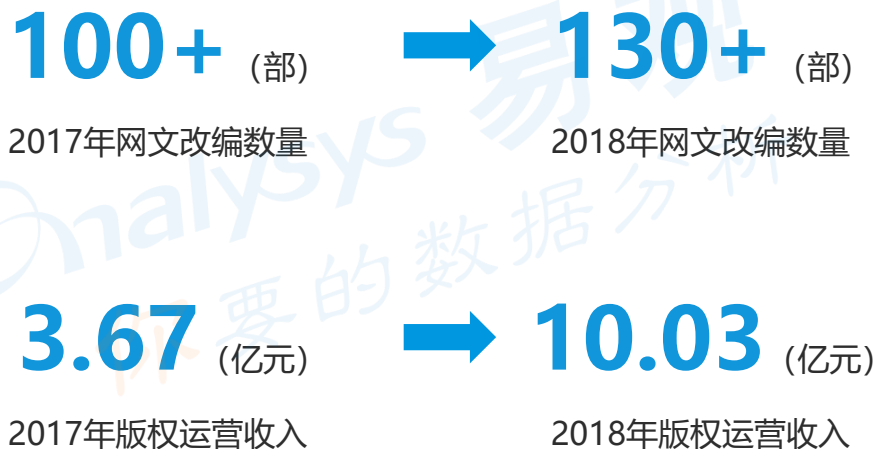 100+（部） 130+（部）
2017年网文改编数量 2018年网文改编数量
3.67（亿元） 10.03（亿元）
2017年版权运营收入 2018年版权运营收入
analysys 易观
你要的数据分析